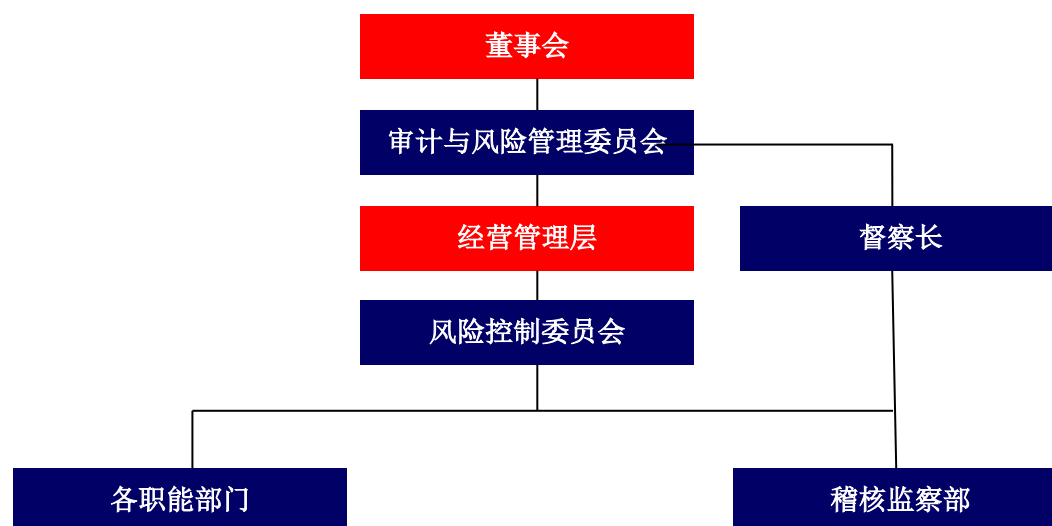 董事会
审计与风险管理委员会
经营管理层
督察长
风险控制委员会
各职能部门
稽核监察部